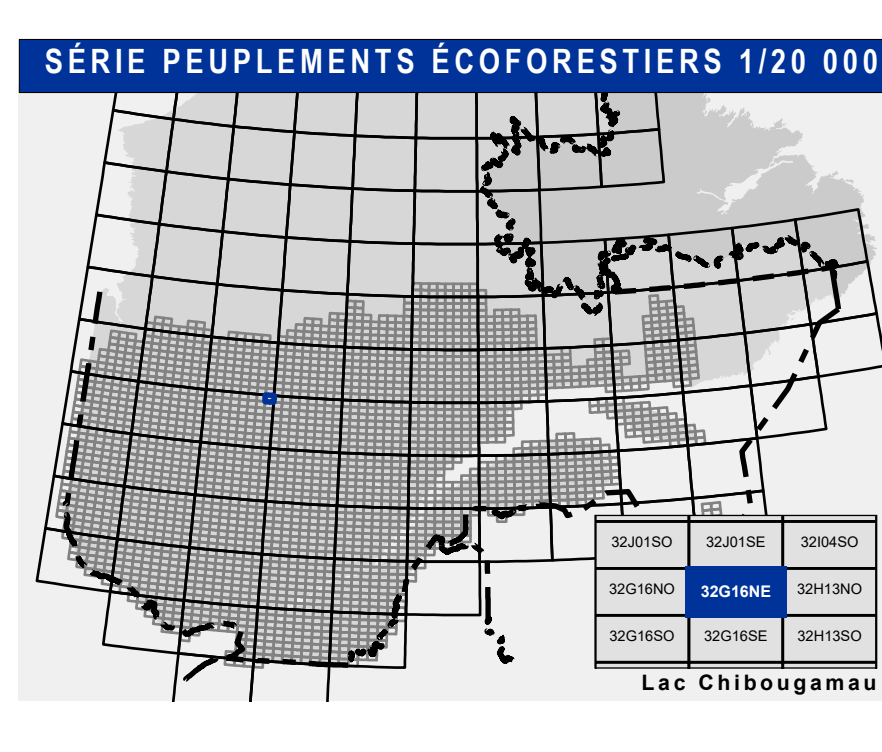 SÉRIE PEUPLEMENTS ÉCOFORESTIERS 1/20 000
32J01SO 32J01SE 32I04SO
32G16NO 32G16NE 32H13NO
32G16SO 32G16SE 32H13SO
Lac Chibougamau